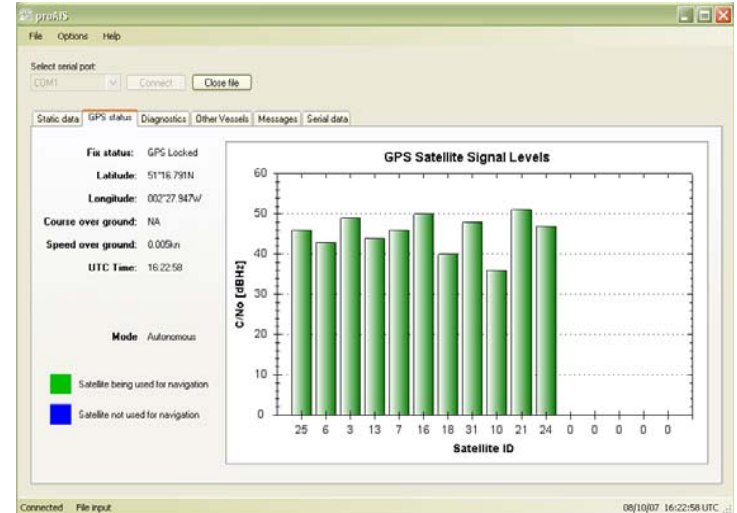 proAIS
File Options Help
Select serial port:
COM1 Connect Close file
Static data GPS status Diagnostics Other Vessels Messages Serial data
Fix status: GPS Locked
Latitude: 51°16.791N
Longitude: 002°27.947W
Course over ground: NA
Speed over ground: 0.005kn
UTC Time: 16:22:58
Mode Autonomous
Satellite being used for navigation
Satellite not used for navigation
GPS Satellite Signal Levels
C/No [dBHz]
60
50
40
30
20
10
0
25 6 3 13 7 16 18 31 10 21 24 0 0 0 0 0
Satellite ID
Connected File input 08/10/07 16:22:58 UTC